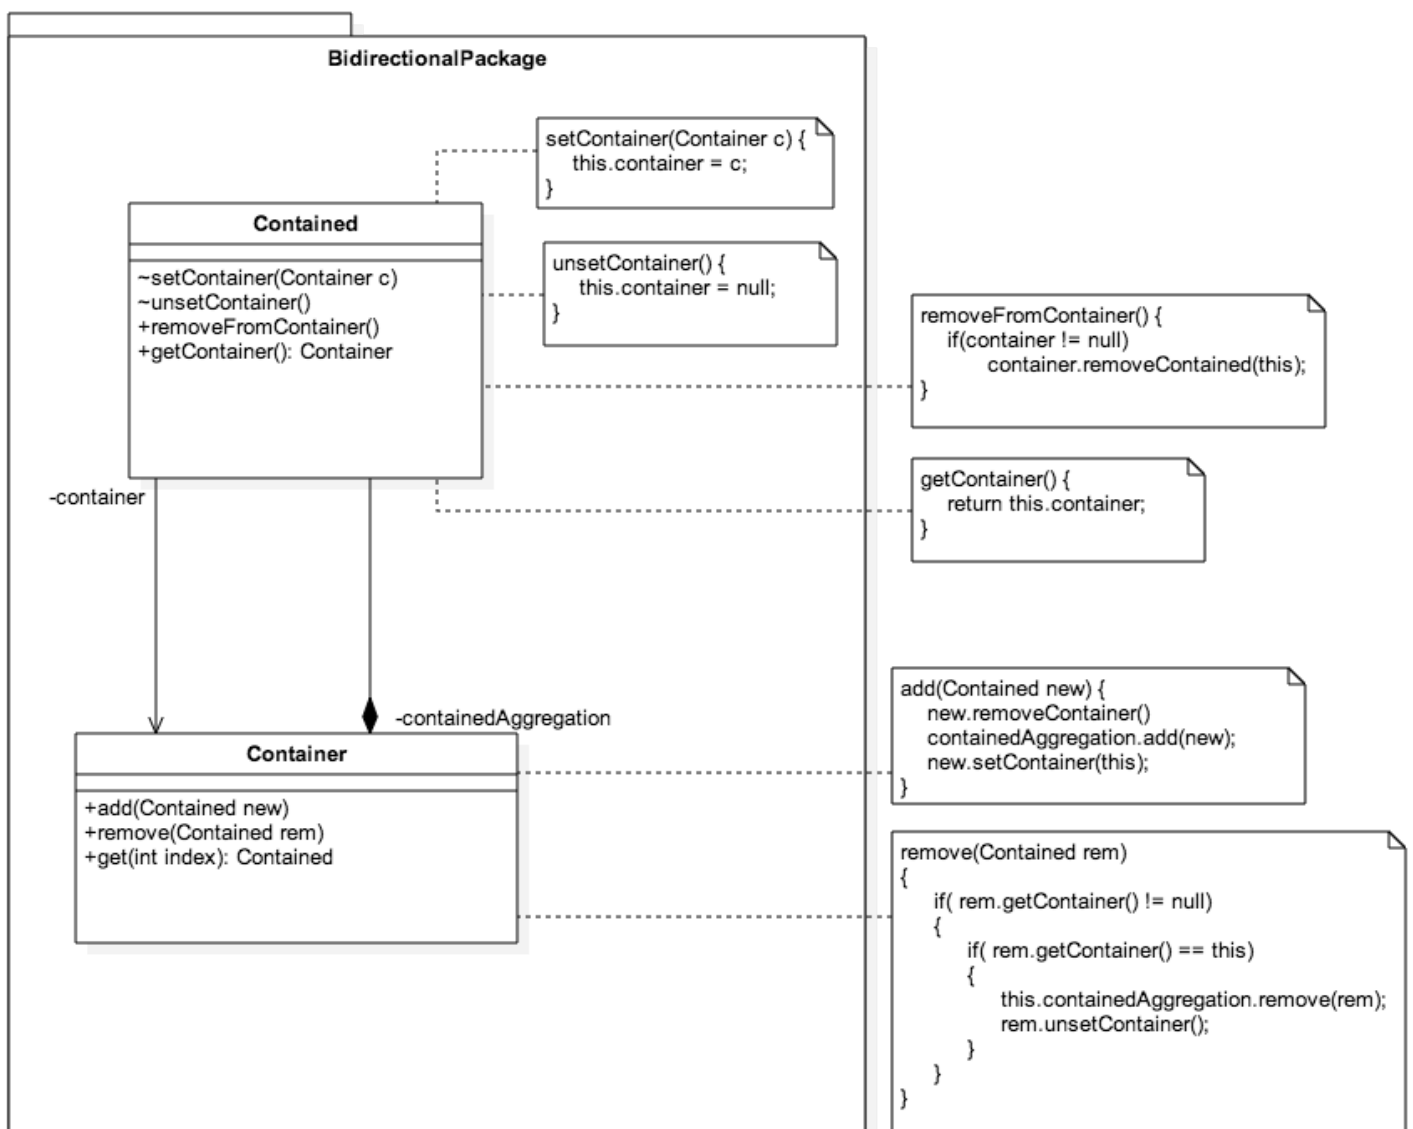 BidirectionalPackage
setContainer(Container c) {
this.container = c;
}
Contained
~setContainer(Container c)
~unsetContainer()
+removeFromContainer()
+getContainer(): Container
unsetContainer() {
this.container = null;
}
removeFromContainer() {
if(container != null)
container.removeContained(this);
}
-container
getContainer() {
return this.container;
}
-containedAggregation
Container
+add(Contained new)
+remove(Contained rem)
+get(int index): Contained
add(Contained new) {
new.removeContainer()
containedAggregation.add(new);
new.setContainer(this);
}
remove(Contained rem)
{
if( rem.getContainer() != null)
{
if( rem.getContainer() == this)
{
this.containedAggregation.remove(rem);
rem.unsetContainer();
}
}
}